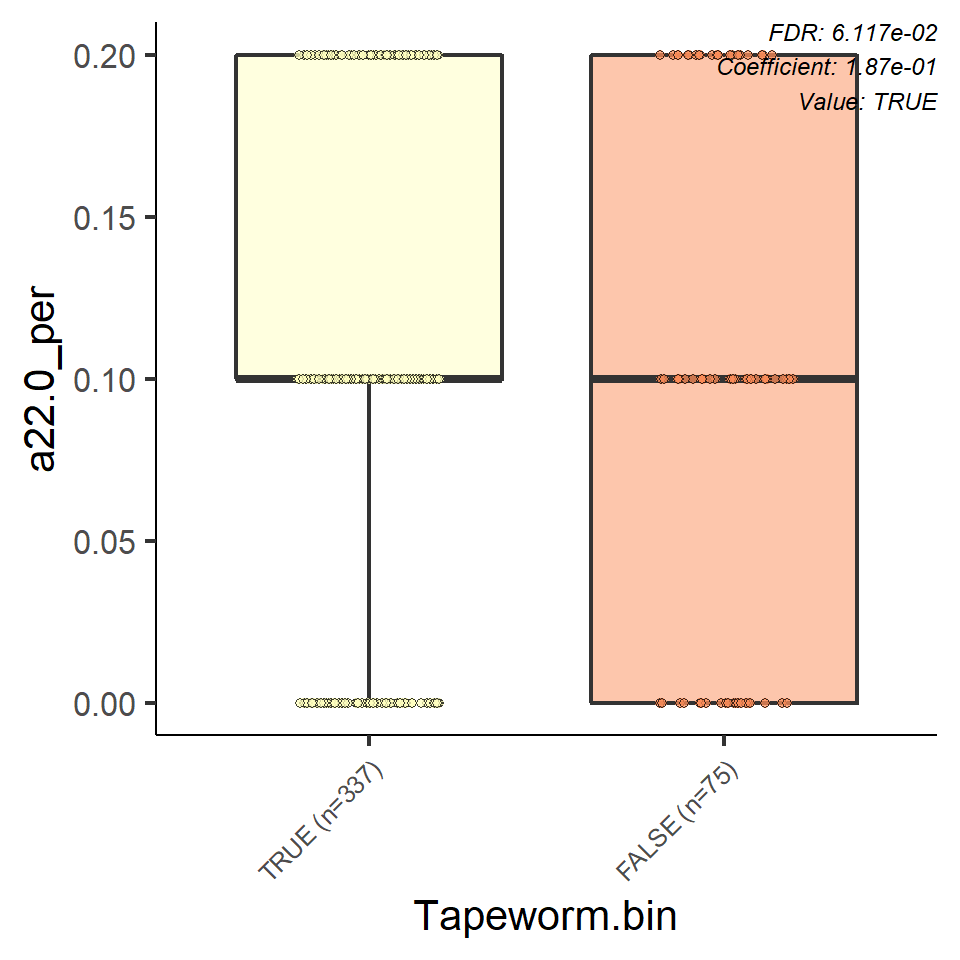 FDR: 6.117e-02
Coefficient: 1.87e-01
Value: TRUE
0.20
0.15
0.10
0.05
0.00
a22.0_per
TRUE (n=337)
FALSE (n=75)
Tapeworm.bin